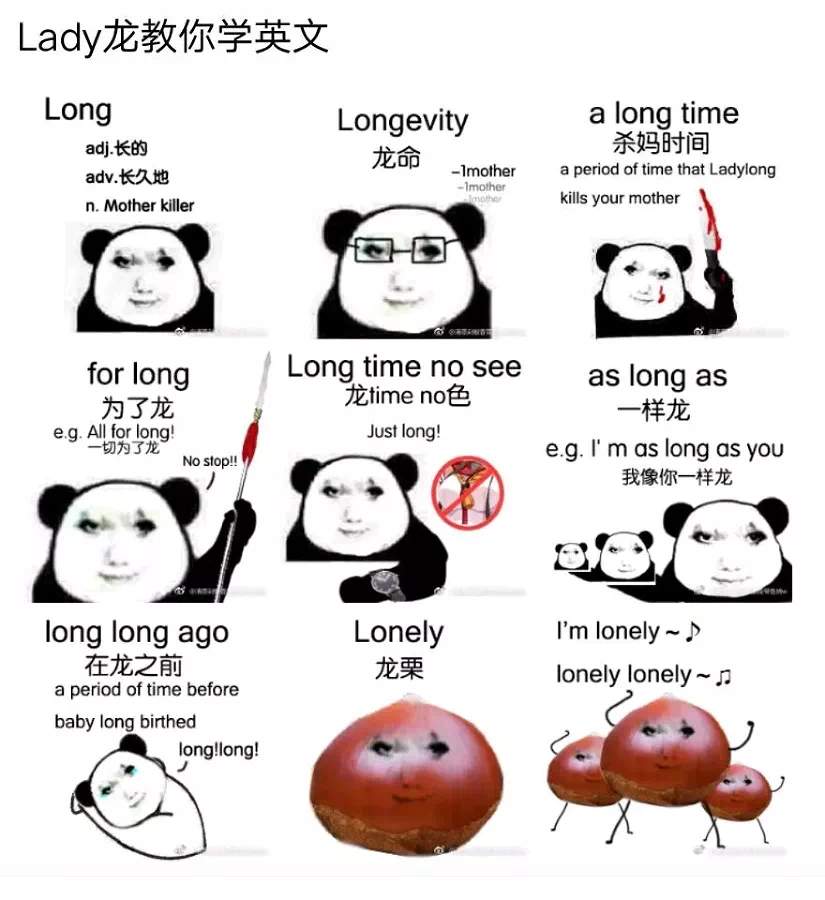 Lady龙教你学英文
Long
adj.长的
adv.长久地
n. Mother killer
Longevity
龙命
-1mother
-1mother
-1mother
a long time
杀妈时间
a period of time that Ladylong
kills your mother
for long
为了龙
e.g. All for long!
一切为了龙
No stop!!
Long time no see
龙time no色
Just long!
as long as
一样龙
e.g. I' m as long as you
我像你一样龙
long long ago
在龙之前
a period of time before
baby long birthed
long!long!
Lonely
龙栗
I'm lonely~♪
lonely lonely~♫